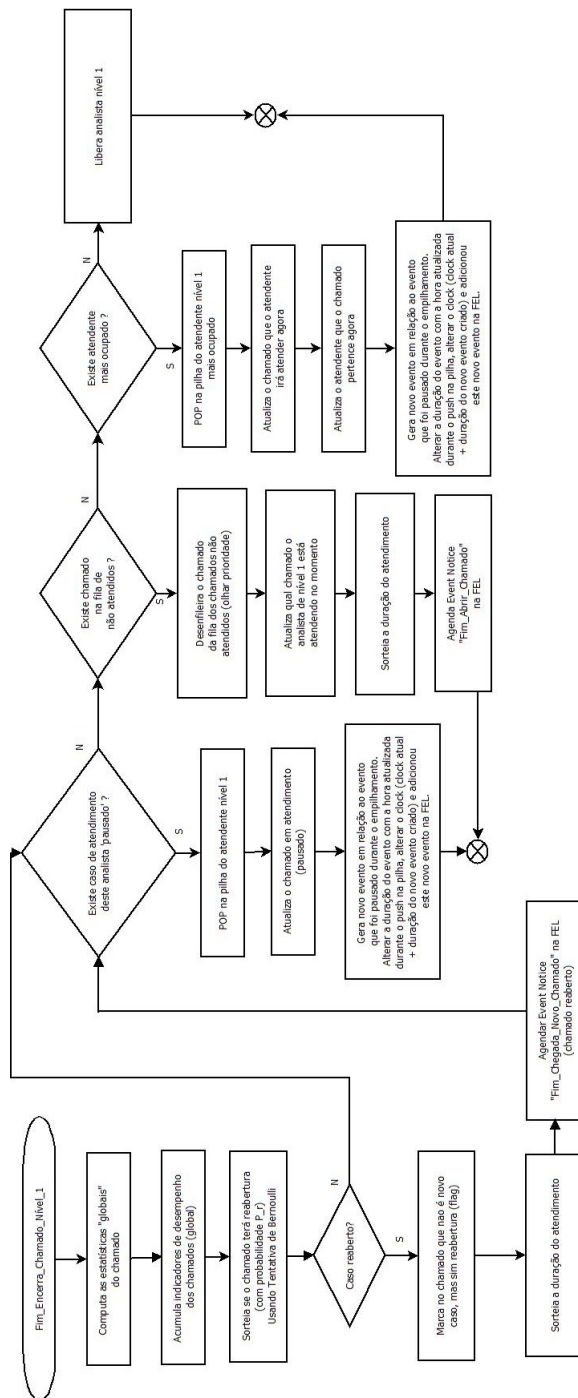 Fim_Encerra_Chamado_Nível_1
Computa as estatísticas "globais"
do chamado
Acumula indicadores de desempenho
dos chamados (global)
Sorteia se o chamado terá reabertura
(com probabilidade P_r)
Usando Tentativa de Bernoulli
Caso reaberto?
N
S
Marca no chamado que nao é novo
caso, mas sim reabertura (flag)
Sorteia a duração do atendimento
Agendar Event Notice
"Fim_Chegada_Novo_Chamado" na FEL
(chamado reaberto)
Existe caso de atendimento
deste analista 'pausado' ?
N
S
POP na pilha do atendente nível 1
Atualiza o chamado em atendimento
(pausado)
Gera novo evento em relação ao evento
que foi pausado durante o empilhamento.
Alterar a duração do evento com a hora atualizada
durante o push na pilha, alterar o clock (clock atual
+ duração do novo evento criado) e adicionou
este novo evento na FEL.
Existe chamado
na fila de
não atendidos ?
N
S
Desenfileira o chamado
da fila dos chamados não
atendidos (olhar prioridade)
Atualiza qual chamado o
analista de nível 1 está
atendendo no momento
Sorteia a duração do atendimento
Agenda Event Notice
"Fim_Abrir_Chamado"
na FEL
Existe atendente
mais ocupado ?
N
S
POP na pilha do atendente nível 1
mais ocupado
Atualiza o chamado que o atendente
irá atender agora
Atualiza o atendente que o chamado
pertence agora
Gera novo evento em relação ao evento
que foi pausado durante o empilhamento.
Alterar a duração do evento com a hora atualizada
durante o push na pilha, alterar o clock (clock atual
+ duração do novo evento criado) e adicionou
este novo evento na FEL.
Libera analista nível 1